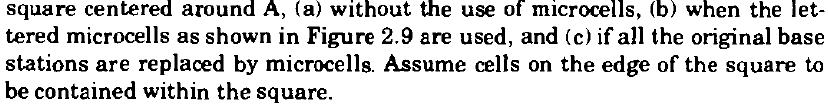 square centered around A, (a) without the use of microcells, (b) when the let-
tered microcells as shown in Figure 2.9 are used, and (c) if all the original base
stations are replaced by microcells. Assume cells on the edge of the square to
be contained within the square.